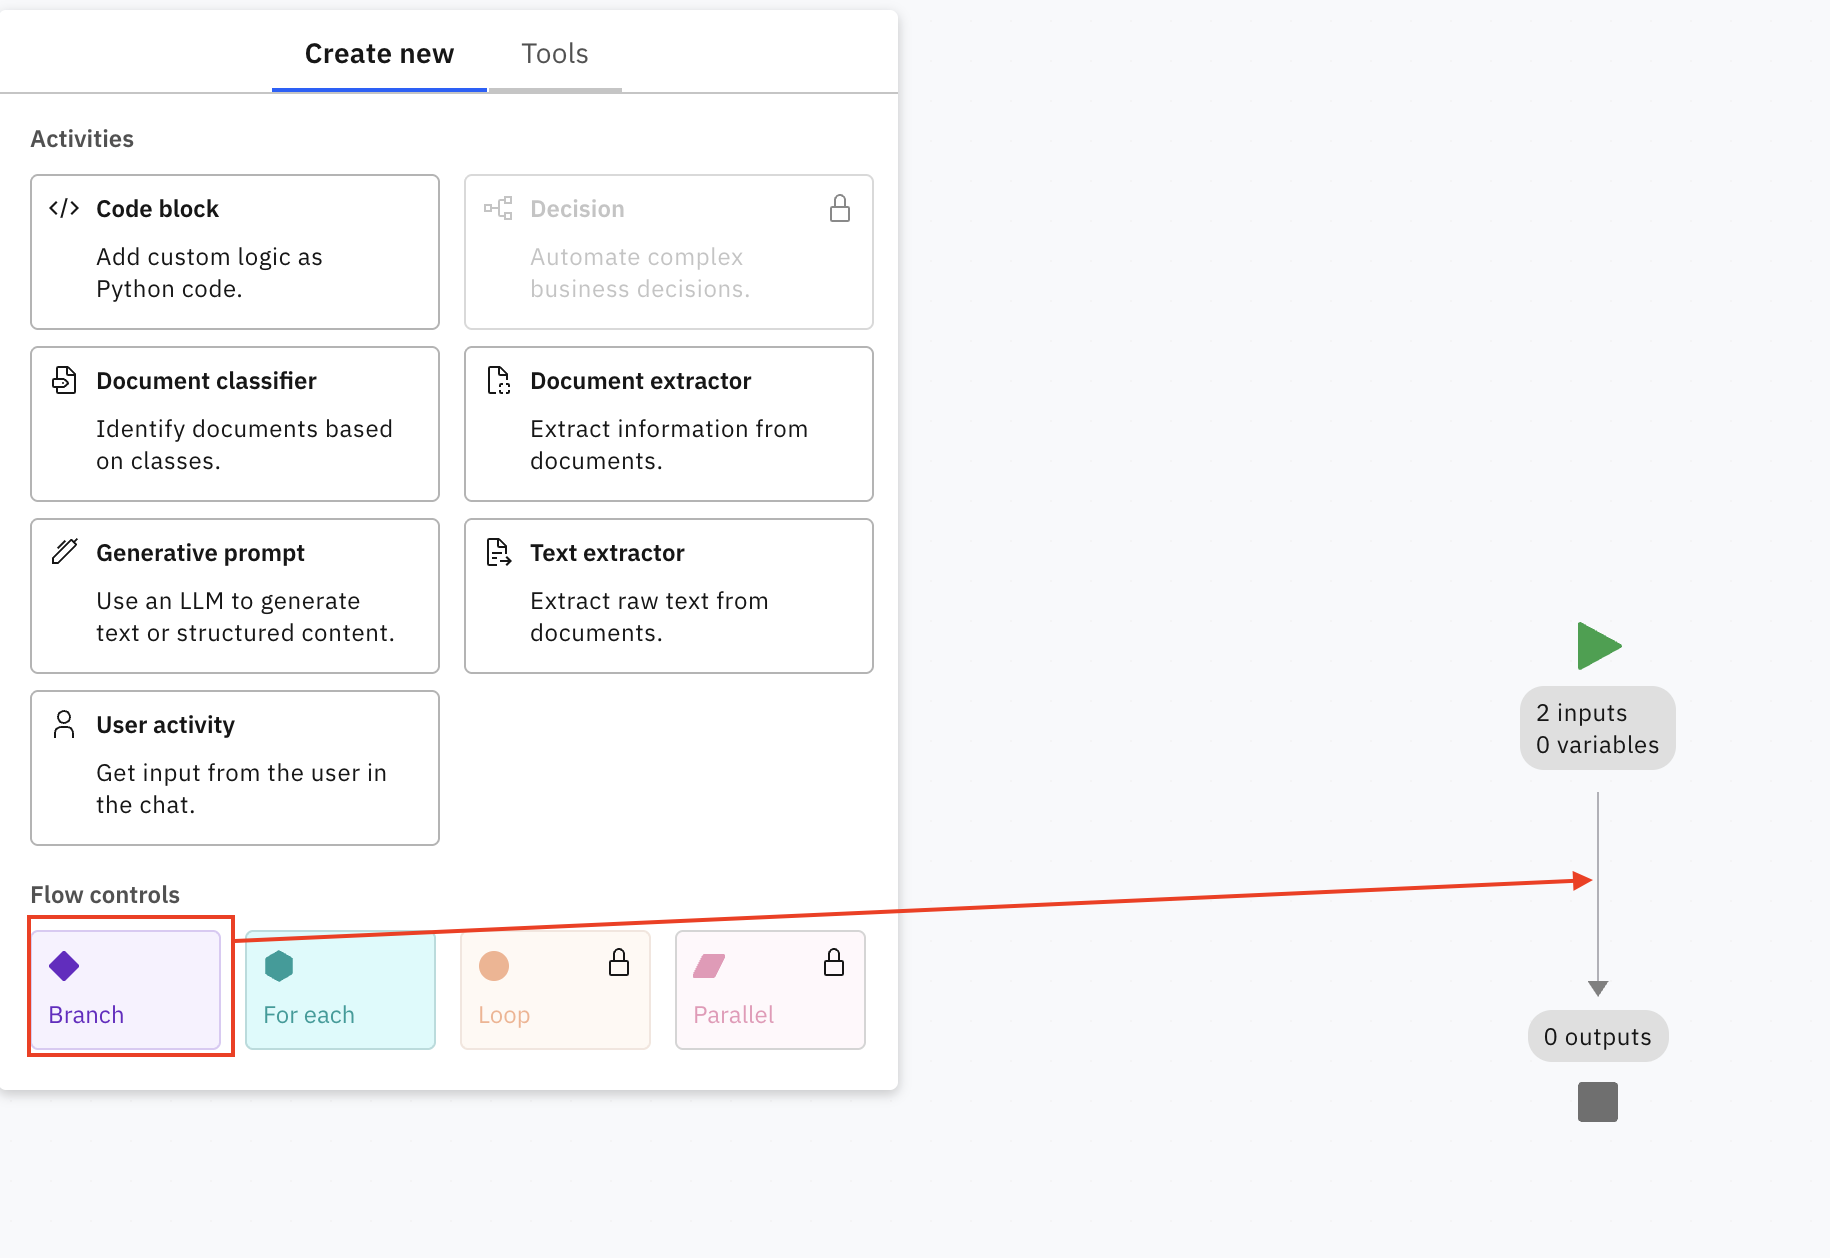 Create new
Tools
Activities
Code block
Add custom logic as
Python code.
Decision
Automate complex
business decisions.
Document classifier
Identify documents based
on classes.
Document extractor
Extract information from
documents.
Generative prompt
Use an LLM to generate
text or structured content.
Text extractor
Extract raw text from
documents.
User activity
Get input from the user in
the chat.
Flow controls
Branch
For each
Loop
Parallel
2 inputs
0 variables
0 outputs